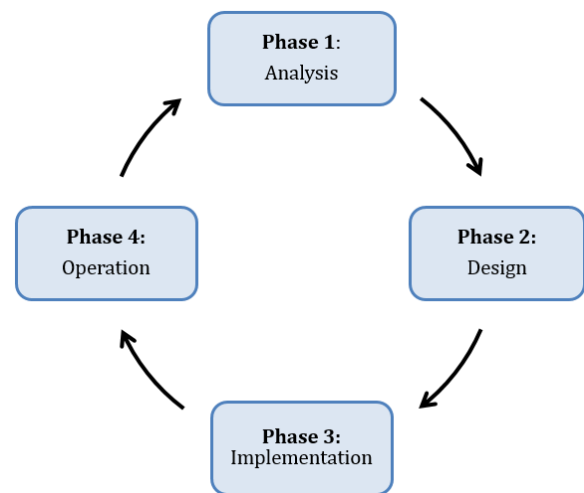 Phase 1:
Analysis
Phase 2:
Design
Phase 3:
Implementation
Phase 4:
Operation